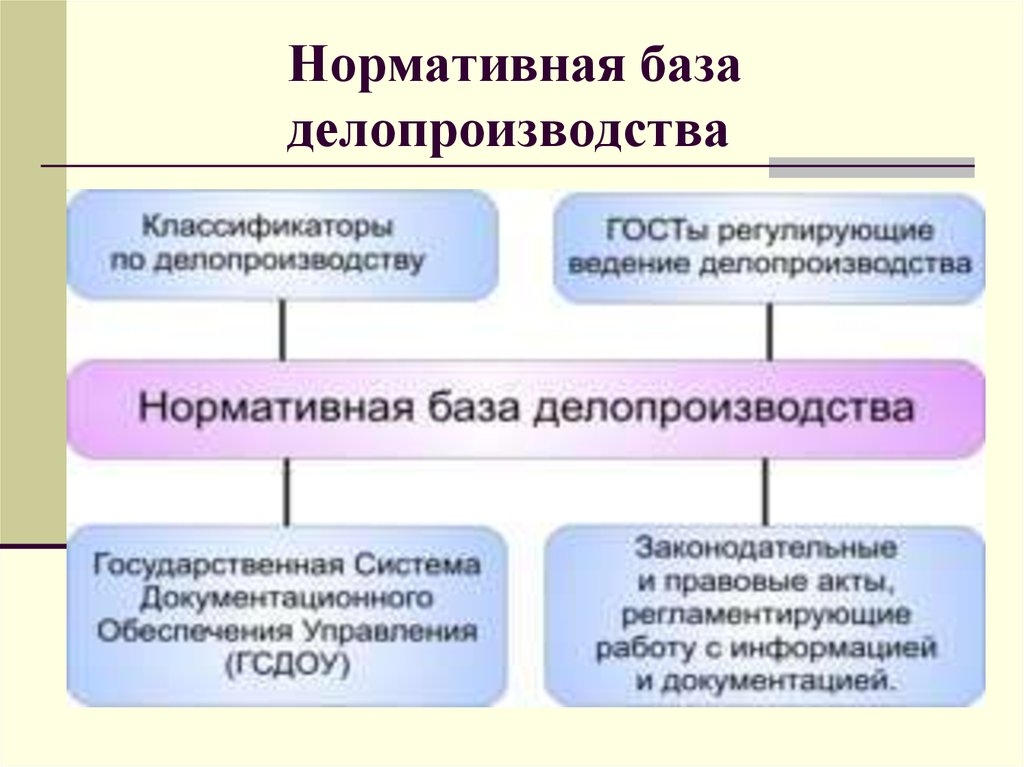 Нормативная база
делопроизводства
Классификаторы
по делопроизводству
ГОСТы регулирующие
ведение делопроизводства
Нормативная база делопроизводства
Государственная Система
Документационного
Обеспечения Управления
(ГСДОУ)
Законодательные
и правовые акты,
регламентирующие
работу с информацией
и документацией.